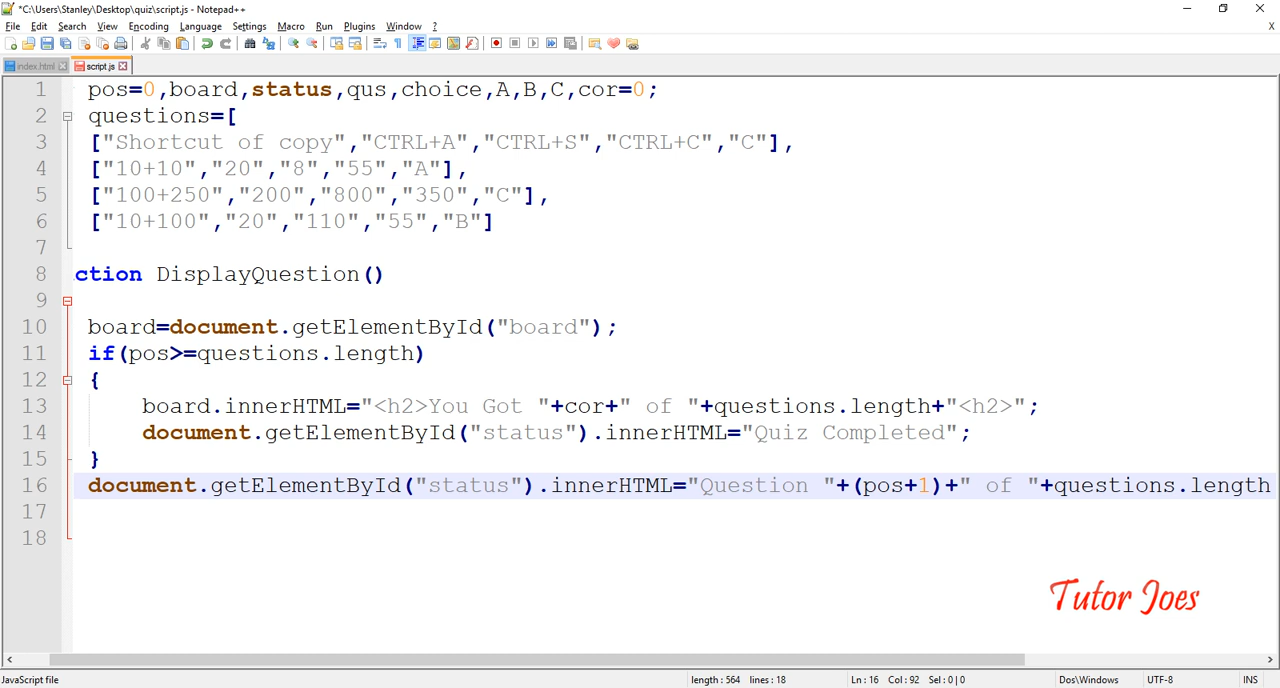 *C:\Users\Stanley\Desktop\quiz\script.js - Notepad++
File Edit Search View Encoding Language Settings Macro Run Plugins Window ? X
index.html script.js
1 pos=0,board,status,qus,choice,A,B,C,cor=0;
2 questions=[
3 ["Shortcut of copy","CTRL+A","CTRL+S","CTRL+C","C"],
4 ["10+10","20","8","55","A"],
5 ["100+250","200","800","350","C"],
6 ["10+100","20","110","55","B"]
7
8 ction DisplayQuestion()
9
10 board=document.getElementById("board");
11 if(pos>=questions.length)
12 {
13 board.innerHTML="<h2>You Got "+cor+" of "+questions.length+"<h2>";
14 document.getElementById("status").innerHTML="Quiz Completed";
15 }
16 document.getElementById("status").innerHTML="Question "+(pos+1)+" of "+questions.length
17
18
Tutor Joes
JavaScript file length : 564 lines : 18 Ln : 16 Col : 92 Sel : 0 | 0 Dos\Windows UTF-8 INS